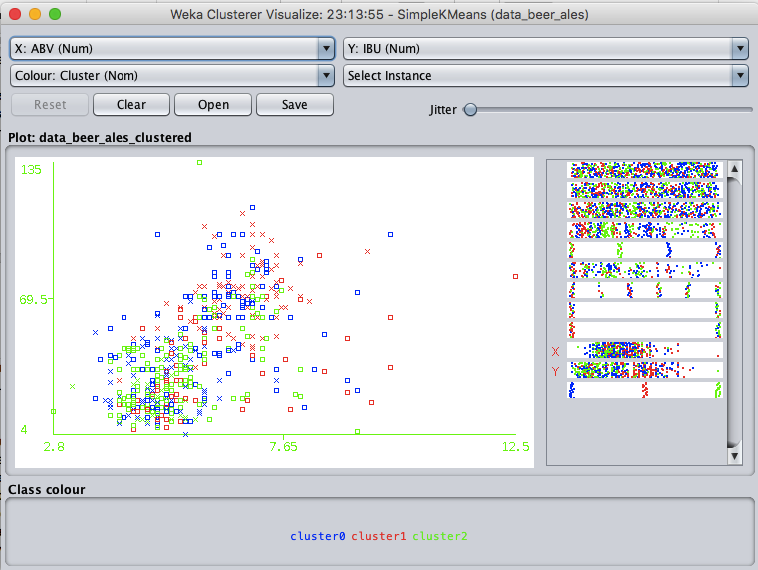 Weka Clusterer Visualize: 23:13:55 - SimpleKMeans (data_beer_ales)
X: ABV (Num) Y: IBU (Num)
Colour: Cluster (Nom) Select Instance
Reset Clear Open Save Jitter
Plot: data_beer_ales_clustered
135
69.5
4
2.8 7.65 12.5
X
Y
Class colour
cluster0 cluster1 cluster2